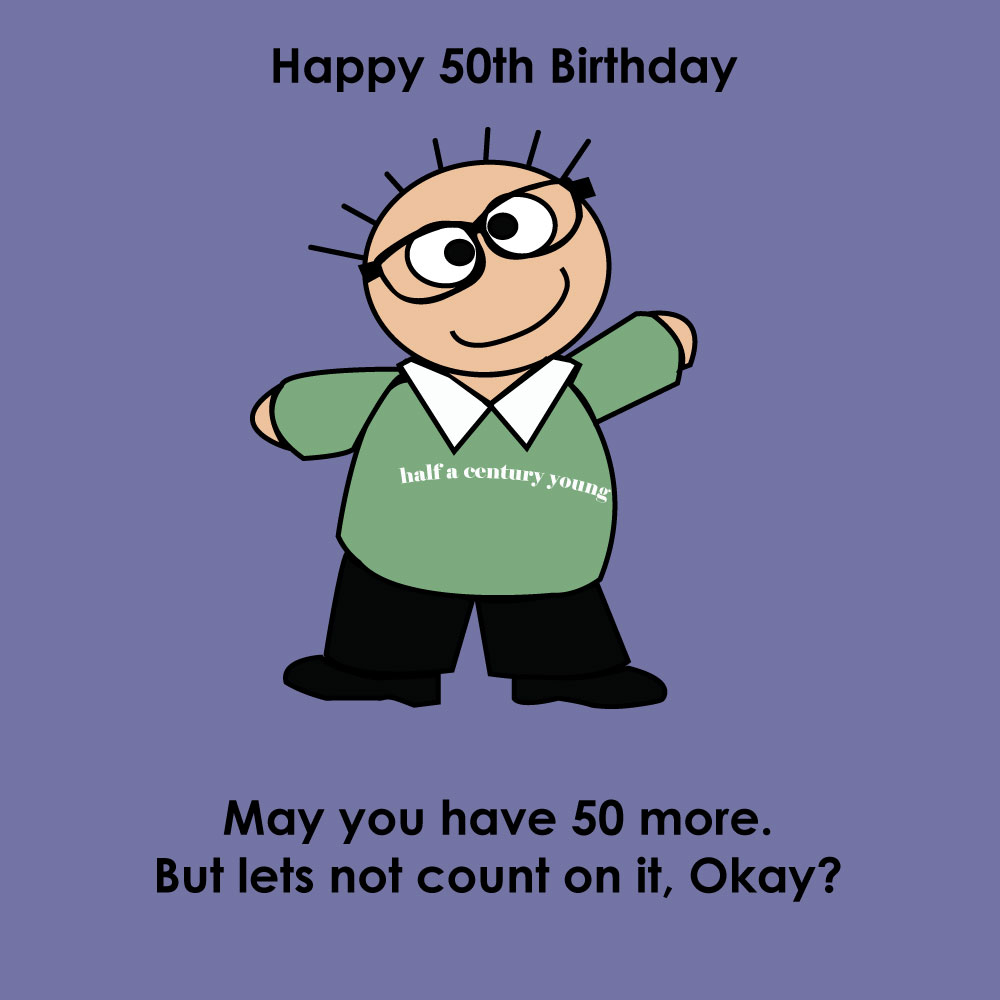 Happy 50th Birthday
half a century young
May you have 50 more.
But lets not count on it, Okay?